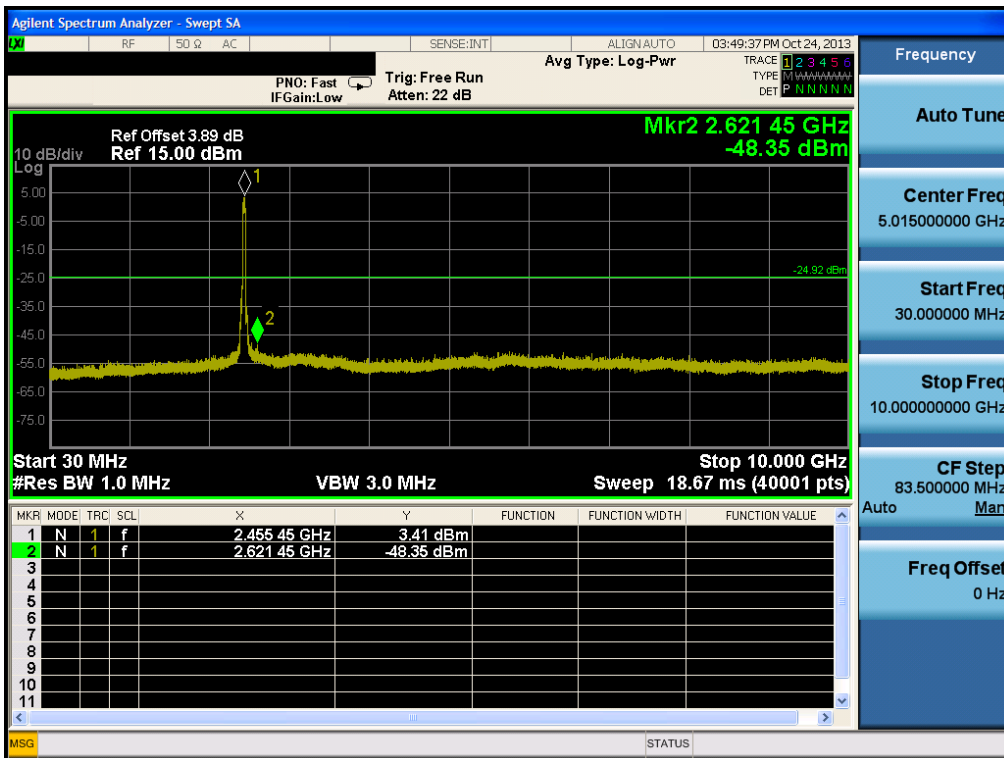 Agilent Spectrum Analyzer - Swept SA
LXI RF 50 Ω AC SENSE:INT ALIGN AUTO 03:49:37 PM Oct 24, 2013
Frequency
Avg Type: Log-Pwr TRACE 1 2 3 4 5 6
PNO: Fast Trig: Free Run TYPE M WWWWW
IFGain:Low Atten: 22 dB DET P N N N N N
Auto Tune
Ref Offset 3.89 dB Mkr2 2.621 45 GHz
10 dB/div Ref 15.00 dBm -48.35 dBm
Log
1
5.00
-5.00
-15.0
-24.92 dBm
-25.0
-35.0
2
-45.0
-55.0
-65.0
-75.0
Start 30 MHz Stop 10.000 GHz
#Res BW 1.0 MHz VBW 3.0 MHz Sweep 18.67 ms (40001 pts)
Center Freq
5.015000000 GHz
Start Freq
30.000000 MHz
Stop Freq
10.000000000 GHz
CF Step
83.500000 MHz
Auto Man
Freq Offset
0 Hz
MKR MODE TRC SCL X Y FUNCTION FUNCTION WIDTH FUNCTION VALUE
1 N 1 f 2.455 45 GHz 3.41 dBm
2 N 1 f 2.621 45 GHz -48.35 dBm
3
4
5
6
7
8
9
10
11
MSG STATUS